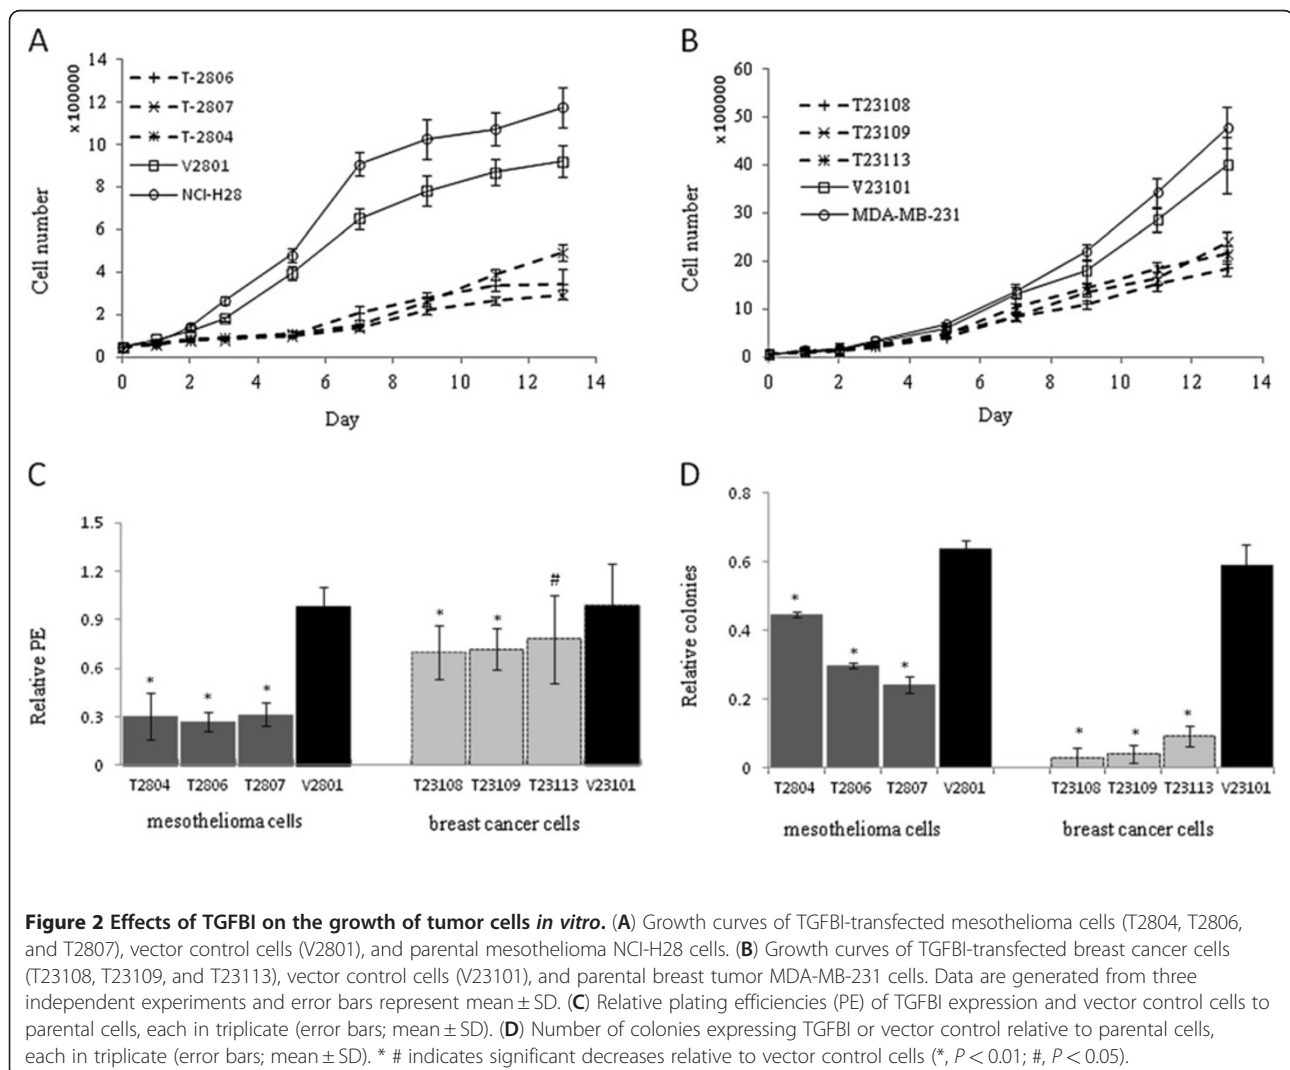 A
B
x100000
14
12
10
8
6
4
2
0
Cell number
T-2806
T-2807
T-2804
V2801
NCI-H28
0 2 4 6 8 10 12 14
Day
x100000
60
50
40
30
20
10
0
Cell number
T23108
T23109
T23113
V23101
MDA-MB-231
0 2 4 6 8 10 12 14
Day
C
D
1.5
1.2
0.9
0.6
0.3
0
Relative PE
* * * * * #
T2804 T2806 T2807 V2801 T23108 T23109 T23113 V23101
mesothelioma cells breast cancer cells
0.8
0.6
0.4
0.2
0
Relative colonies
* * * * * *
T2804 T2806 T2807 V2801 T23108 T23109 T23113 V23101
mesothelioma cells breast cancer cells
Figure 2 Effects of TGFBI on the growth of tumor cells in vitro. (A) Growth curves of TGFBI-transfected mesothelioma cells (T2804, T2806,
and T2807), vector control cells (V2801), and parental mesothelioma NCI-H28 cells. (B) Growth curves of TGFBI-transfected breast cancer cells
(T23108, T23109, and T23113), vector control cells (V23101), and parental breast tumor MDA-MB-231 cells. Data are generated from three
independent experiments and error bars represent mean ± SD. (C) Relative plating efficiencies (PE) of TGFBI expression and vector control cells to
parental cells, each in triplicate (error bars; mean ± SD). (D) Number of colonies expressing TGFBI or vector control relative to parental cells,
each in triplicate (error bars; mean ± SD). * # indicates significant decreases relative to vector control cells (*, P < 0.01; #, P < 0.05).